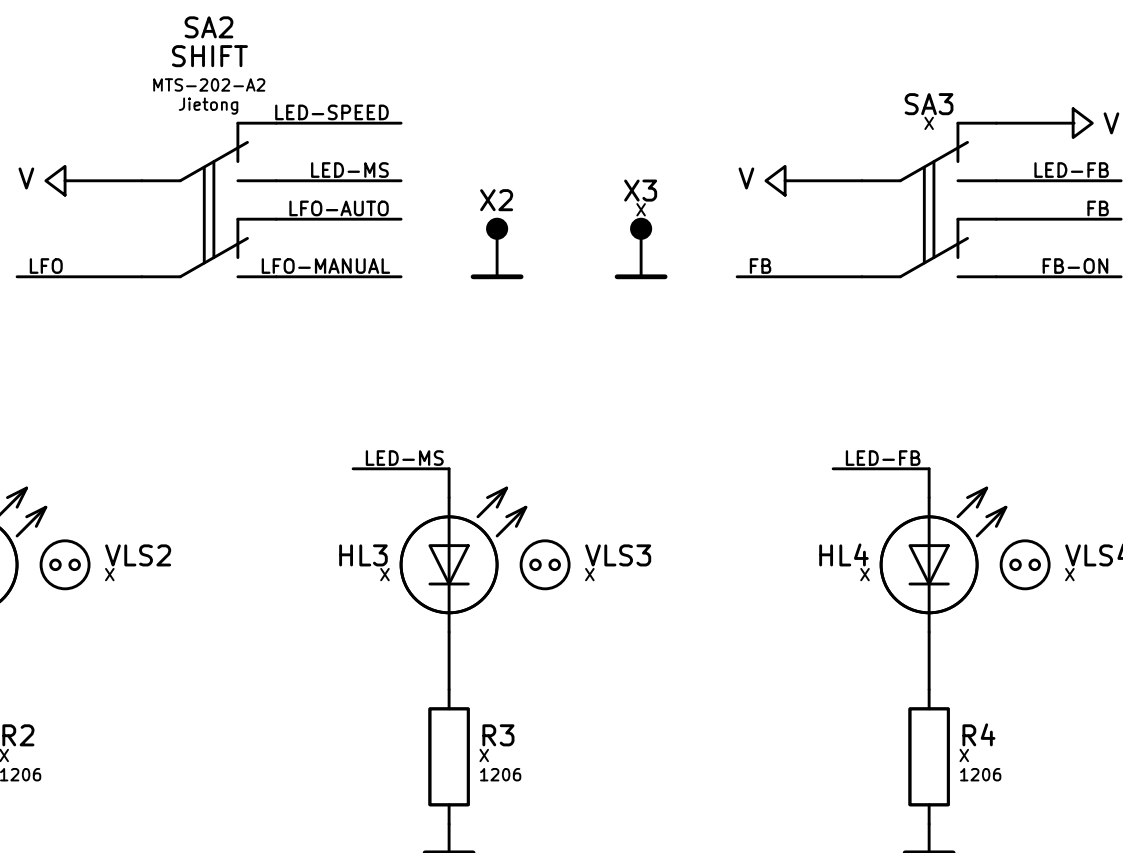 SA2
SHIFT
MTS-202-A2
Jietong
LED-SPEED
V
LED-MS
LFO-AUTO
LFO
LFO-MANUAL
X2
X3
X
SA3
X
V
V
LED-FB
FB
FB
FB-ON
LED-MS
LED-FB
VLS2
X
HL3
X
VLS3
X
HL4
X
VLS4
X
R2
X
1206
R3
X
1206
R4
X
1206